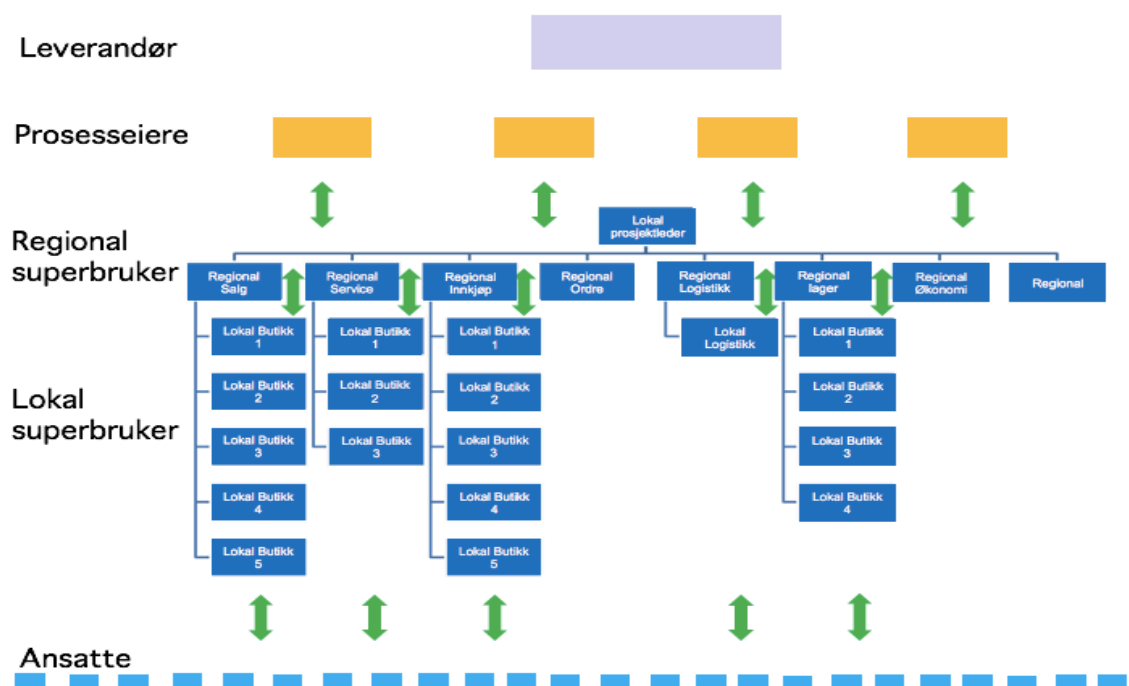 Leverandør
Prosesseiere
Lokal
prosjektleder
Regional
superbruker
Regional
Salg
Regional
Service
Regional
Innkjøp
Regional
Ordre
Regional
Logistikk
Regional
lager
Regional
Økonomi
Regional
Lokal
superbruker
Lokal Butikk
1
Lokal Butikk
2
Lokal Butikk
3
Lokal Butikk
4
Lokal Butikk
5
Lokal Butikk
1
Lokal Butikk
2
Lokal Butikk
3
Lokal Butikk
1
Lokal Butikk
2
Lokal Butikk
3
Lokal Butikk
4
Lokal Butikk
5
Lokal
Logistikk
Lokal Butikk
1
Lokal Butikk
2
Lokal Butikk
3
Lokal Butikk
4
Ansatte